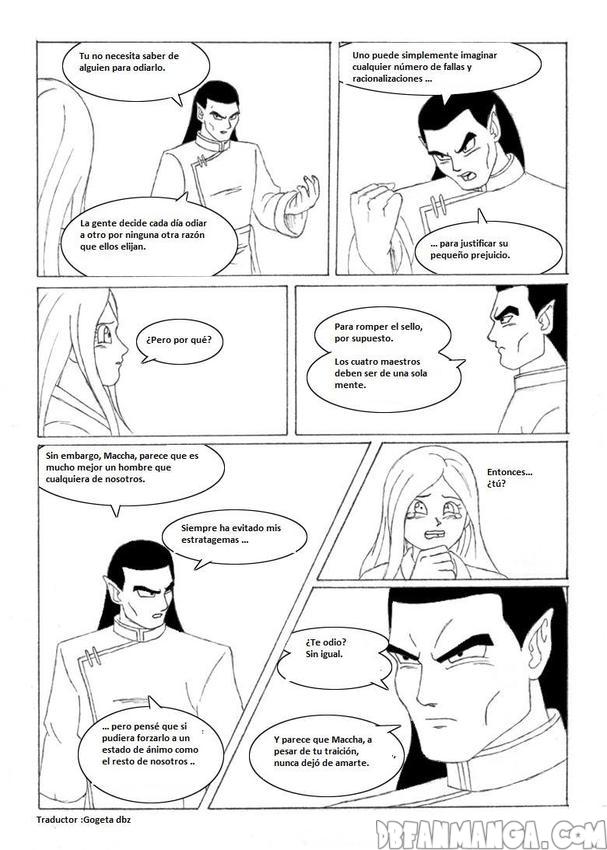 Tu no necesita saber de
alguien para odiarlo.
La gente decide cada día odiar
a otro por ninguna otra razón
que ellos elijan.
Uno puede simplemente imaginar
cualquier número de fallas y
racionalizaciones ...
... para justificar su
pequeño prejuicio.
¿Pero por qué?
Para romper el sello,
por supuesto.
Los cuatro maestros
deben ser de una sola
mente.
Sin embargo, Maccha, parece que es
mucho mejor un hombre que
cualquiera de nosotros.
Siempre ha evitado mis
estratagemas ...
... pero pensé que si
pudiera forzarlo a un
estado de ánimo como
el resto de nosotros ..
Entonces...
¿tú?
¿Te odio?
Sin igual.
Y parece que Maccha, a
pesar de tu traición,
nunca dejó de amarte.
Traductor :Gogeta dbz
DBFANMANGA.COM